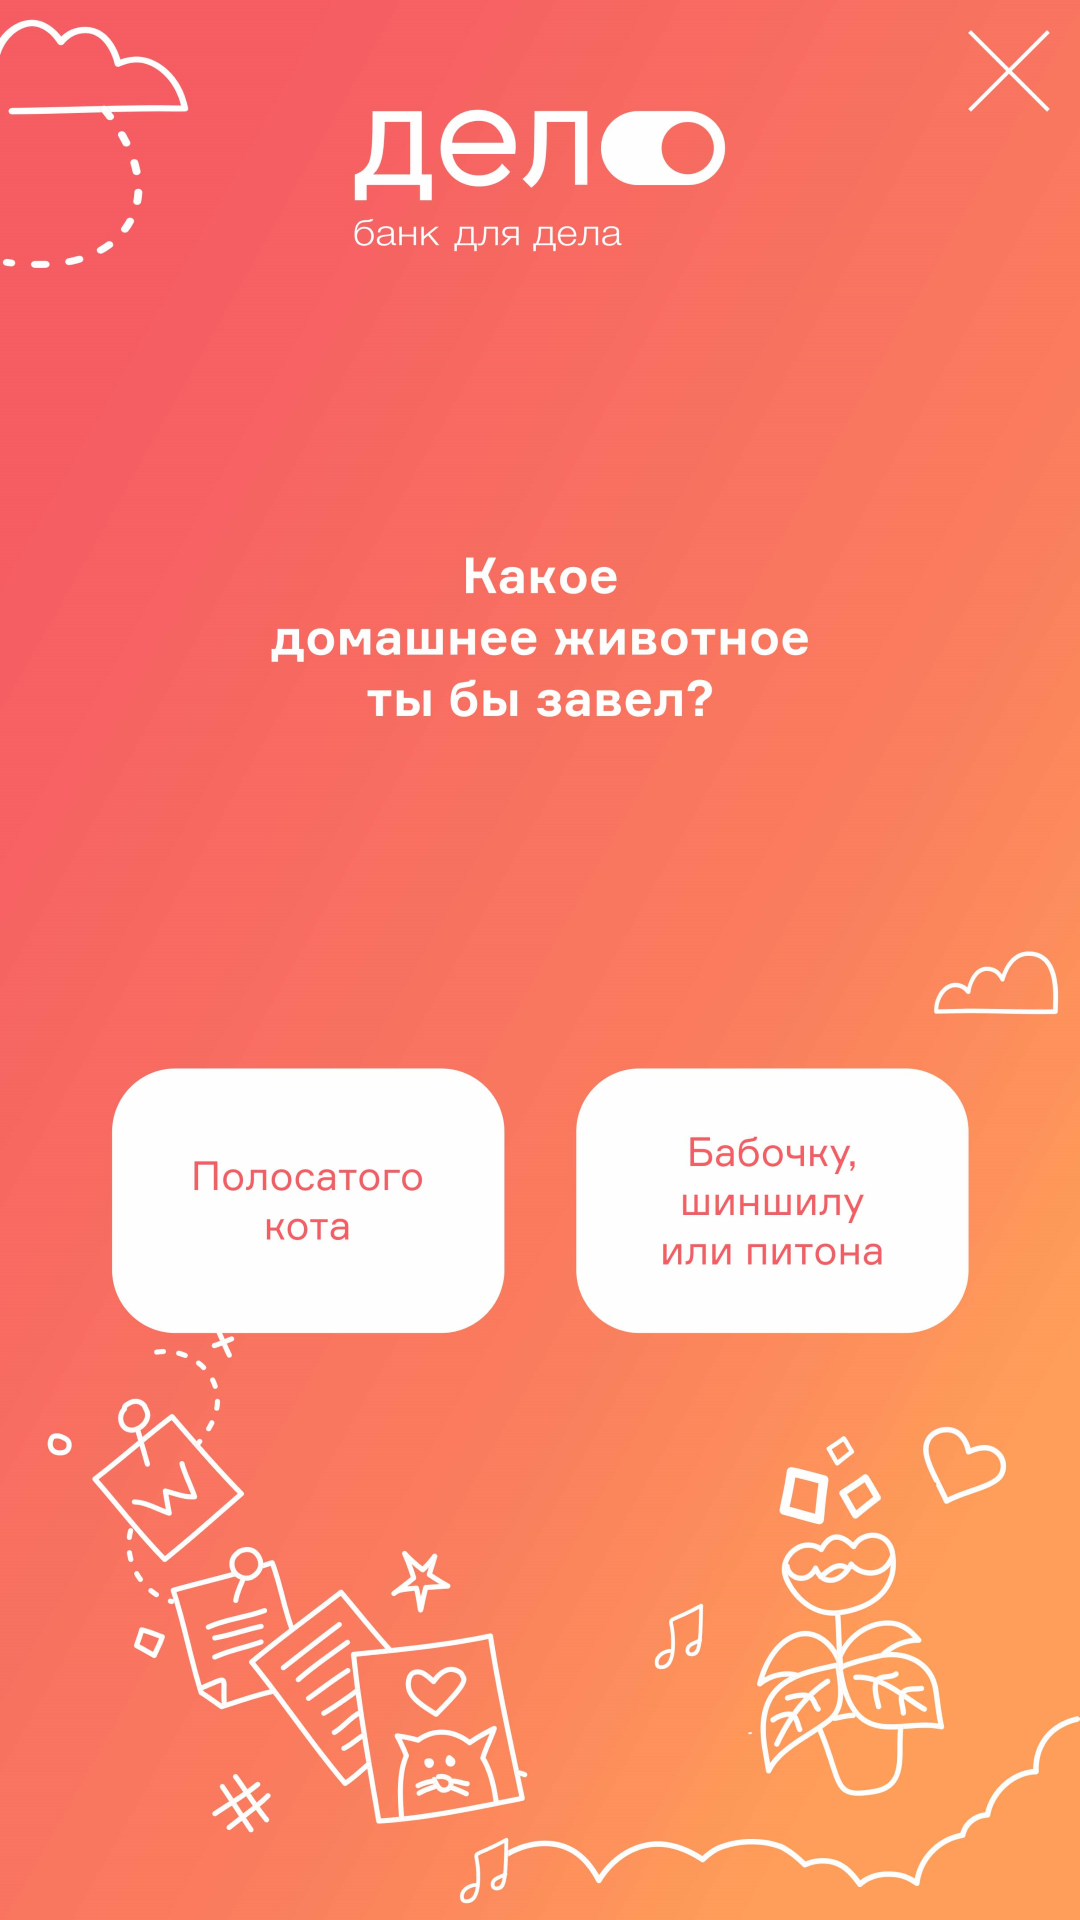 дело
банк для дела
Какое
домашнее животное
ты бы завел?
Полосатого
кота
Бабочку,
шиншилу
или питона